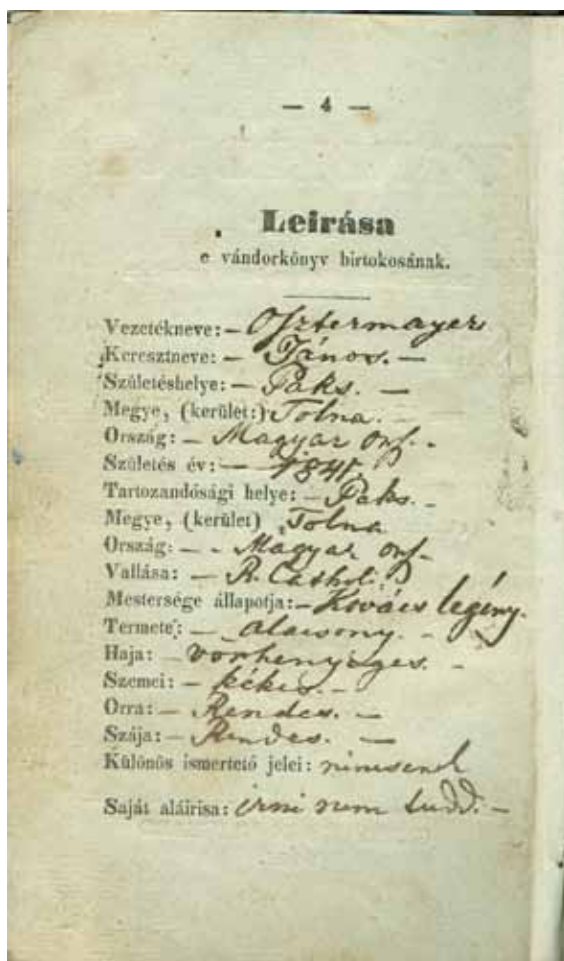 — 4 —
Leirása
e vándorkönyv birtokosának.
Vezetékneve: — Osztermayer
Keresztneve: — János. —
Születéshelye: — Paks. —
Megye, (kerület:) Tolna. -
Ország: — Magyar orsz. -
Születés év: — 1841.
Tartozandósági helye: — Paks. -
Megye, (kerület) Tolna
Ország: - - Magyar orsz-
Vallása: — R. Catholi
Mestersége állapotja: — Kovács legény.
Termete: — alacsony. -
Haja: — vörhenyeges. -
Szemei: — kékes. -
Orra: — Rendes. —
Szája: — Rendes. —
Különös ismertető jelei: nincsenek
Saját aláirisa: irni nem tudd. -